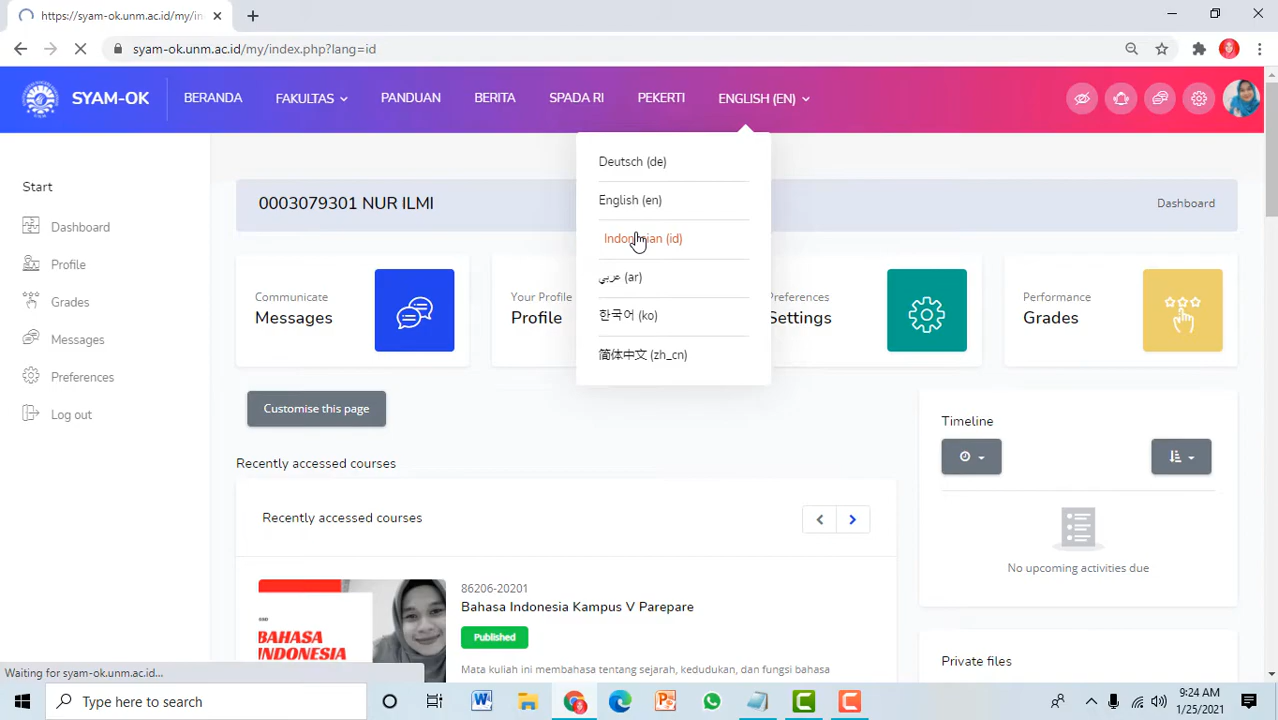 https://syam-ok.unm.ac.id/my/in
syam-ok.unm.ac.id/my/index.php?lang=id
SYAM-OK
BERANDA
FAKULTAS
PANDUAN
BERITA
SPADA RI
PEKERTI
ENGLISH (EN)
Deutsch (de)
English (en)
Indonesian (id)
عربي (ar)
한국어 (ko)
简体中文 (zh_cn)
Start
Dashboard
Profile
Grades
Messages
Preferences
Log out
0003079301 NUR ILMI
Dashboard
Communicate
Messages
Your Profile
Profile
Preferences
Settings
Performance
Grades
Customise this page
Timeline
No upcoming activities due
Recently accessed courses
Recently accessed courses
BAHASA
INDONESIA
86206-20201
Bahasa Indonesia Kampus V Parepare
Published
Mata kuliah ini membahas tentang sejarah, kedudukan, dan fungsi bahasa
Private files
Waiting for syam-ok.unm.ac.id...
Type here to search
9:24 AM
1/25/2021